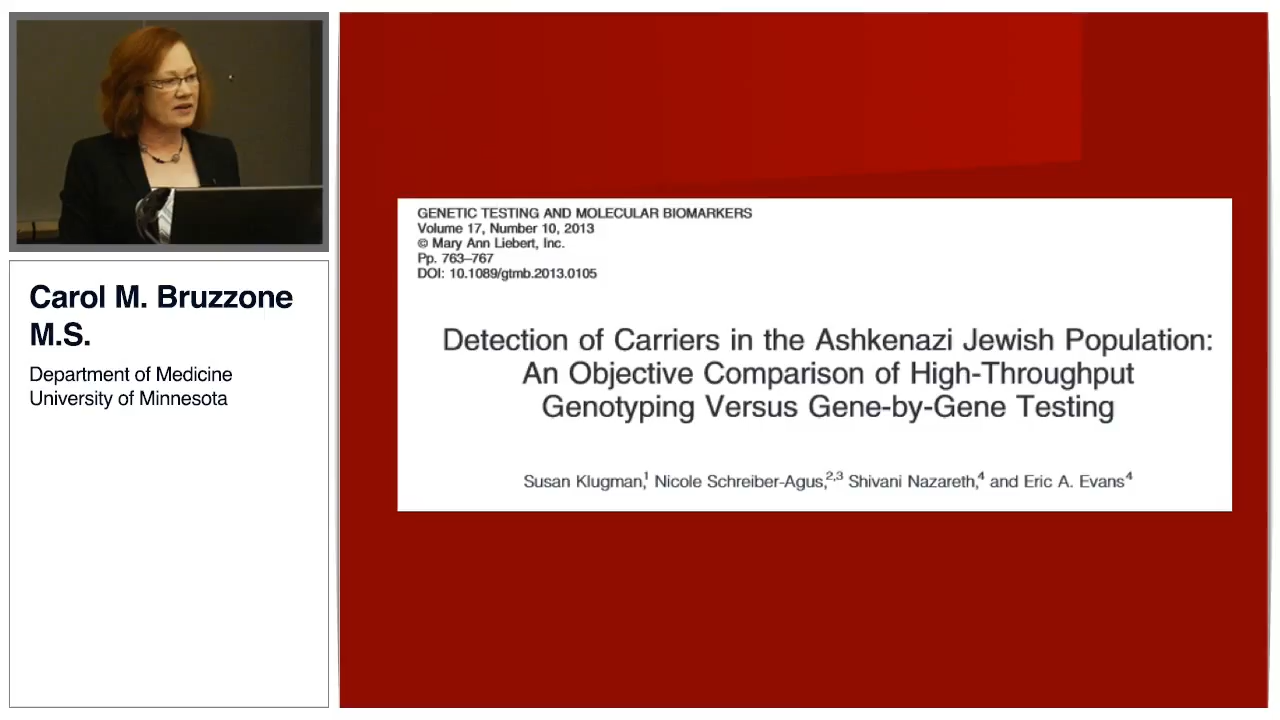 Carol M. Bruzzone
M.S.
Department of Medicine
University of Minnesota
GENETIC TESTING AND MOLECULAR BIOMARKERS
Volume 17, Number 10, 2013
© Mary Ann Liebert, Inc.
Pp. 763–767
DOI: 10.1089/gtmb.2013.0105
Detection of Carriers in the Ashkenazi Jewish Population:
An Objective Comparison of High-Throughput
Genotyping Versus Gene-by-Gene Testing
Susan Klugman,¹ Nicole Schreiber-Agus,²,³ Shivani Nazareth,⁴ and Eric A. Evans⁴